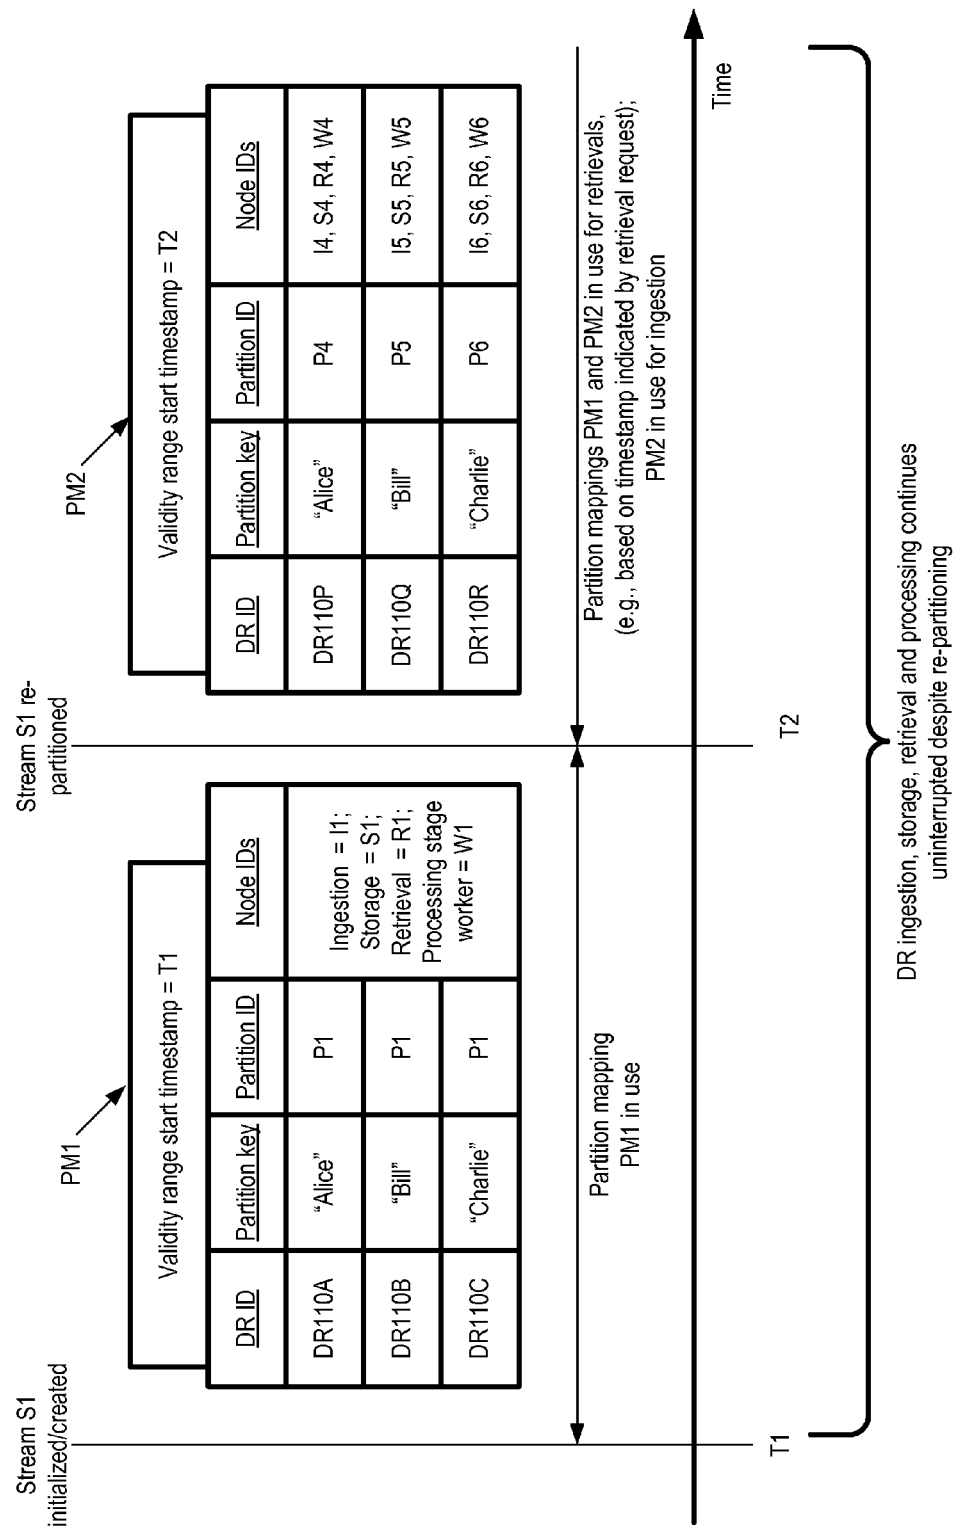 Stream S1
initialized/created
Stream S1 re-
partitioned
PM1
Validity range start timestamp = T1
DR ID
Partition key
Partition ID
Node IDs
DR110A
“Alice”
P1
DR110B
“Bill”
P1
DR110C
“Charlie”
P1
Ingestion = I1;
Storage = S1;
Retrieval = R1;
Processing stage
worker = W1
PM2
Validity range start timestamp = T2
DR ID
Partition key
Partition ID
Node IDs
DR110P
“Alice”
P4
I4, S4, R4, W4
DR110Q
“Bill”
P5
I5, S5, R5, W5
DR110R
“Charlie”
P6
I6, S6, R6, W6
Partition mapping
PM1 in use
Partition mappings PM1 and PM2 in use for retrievals,
(e.g., based on timestamp indicated by retrieval request);
PM2 in use for ingestion
Time
T1
T2
DR ingestion, storage, retrieval and processing continues
uninterrupted despite re-partitioning